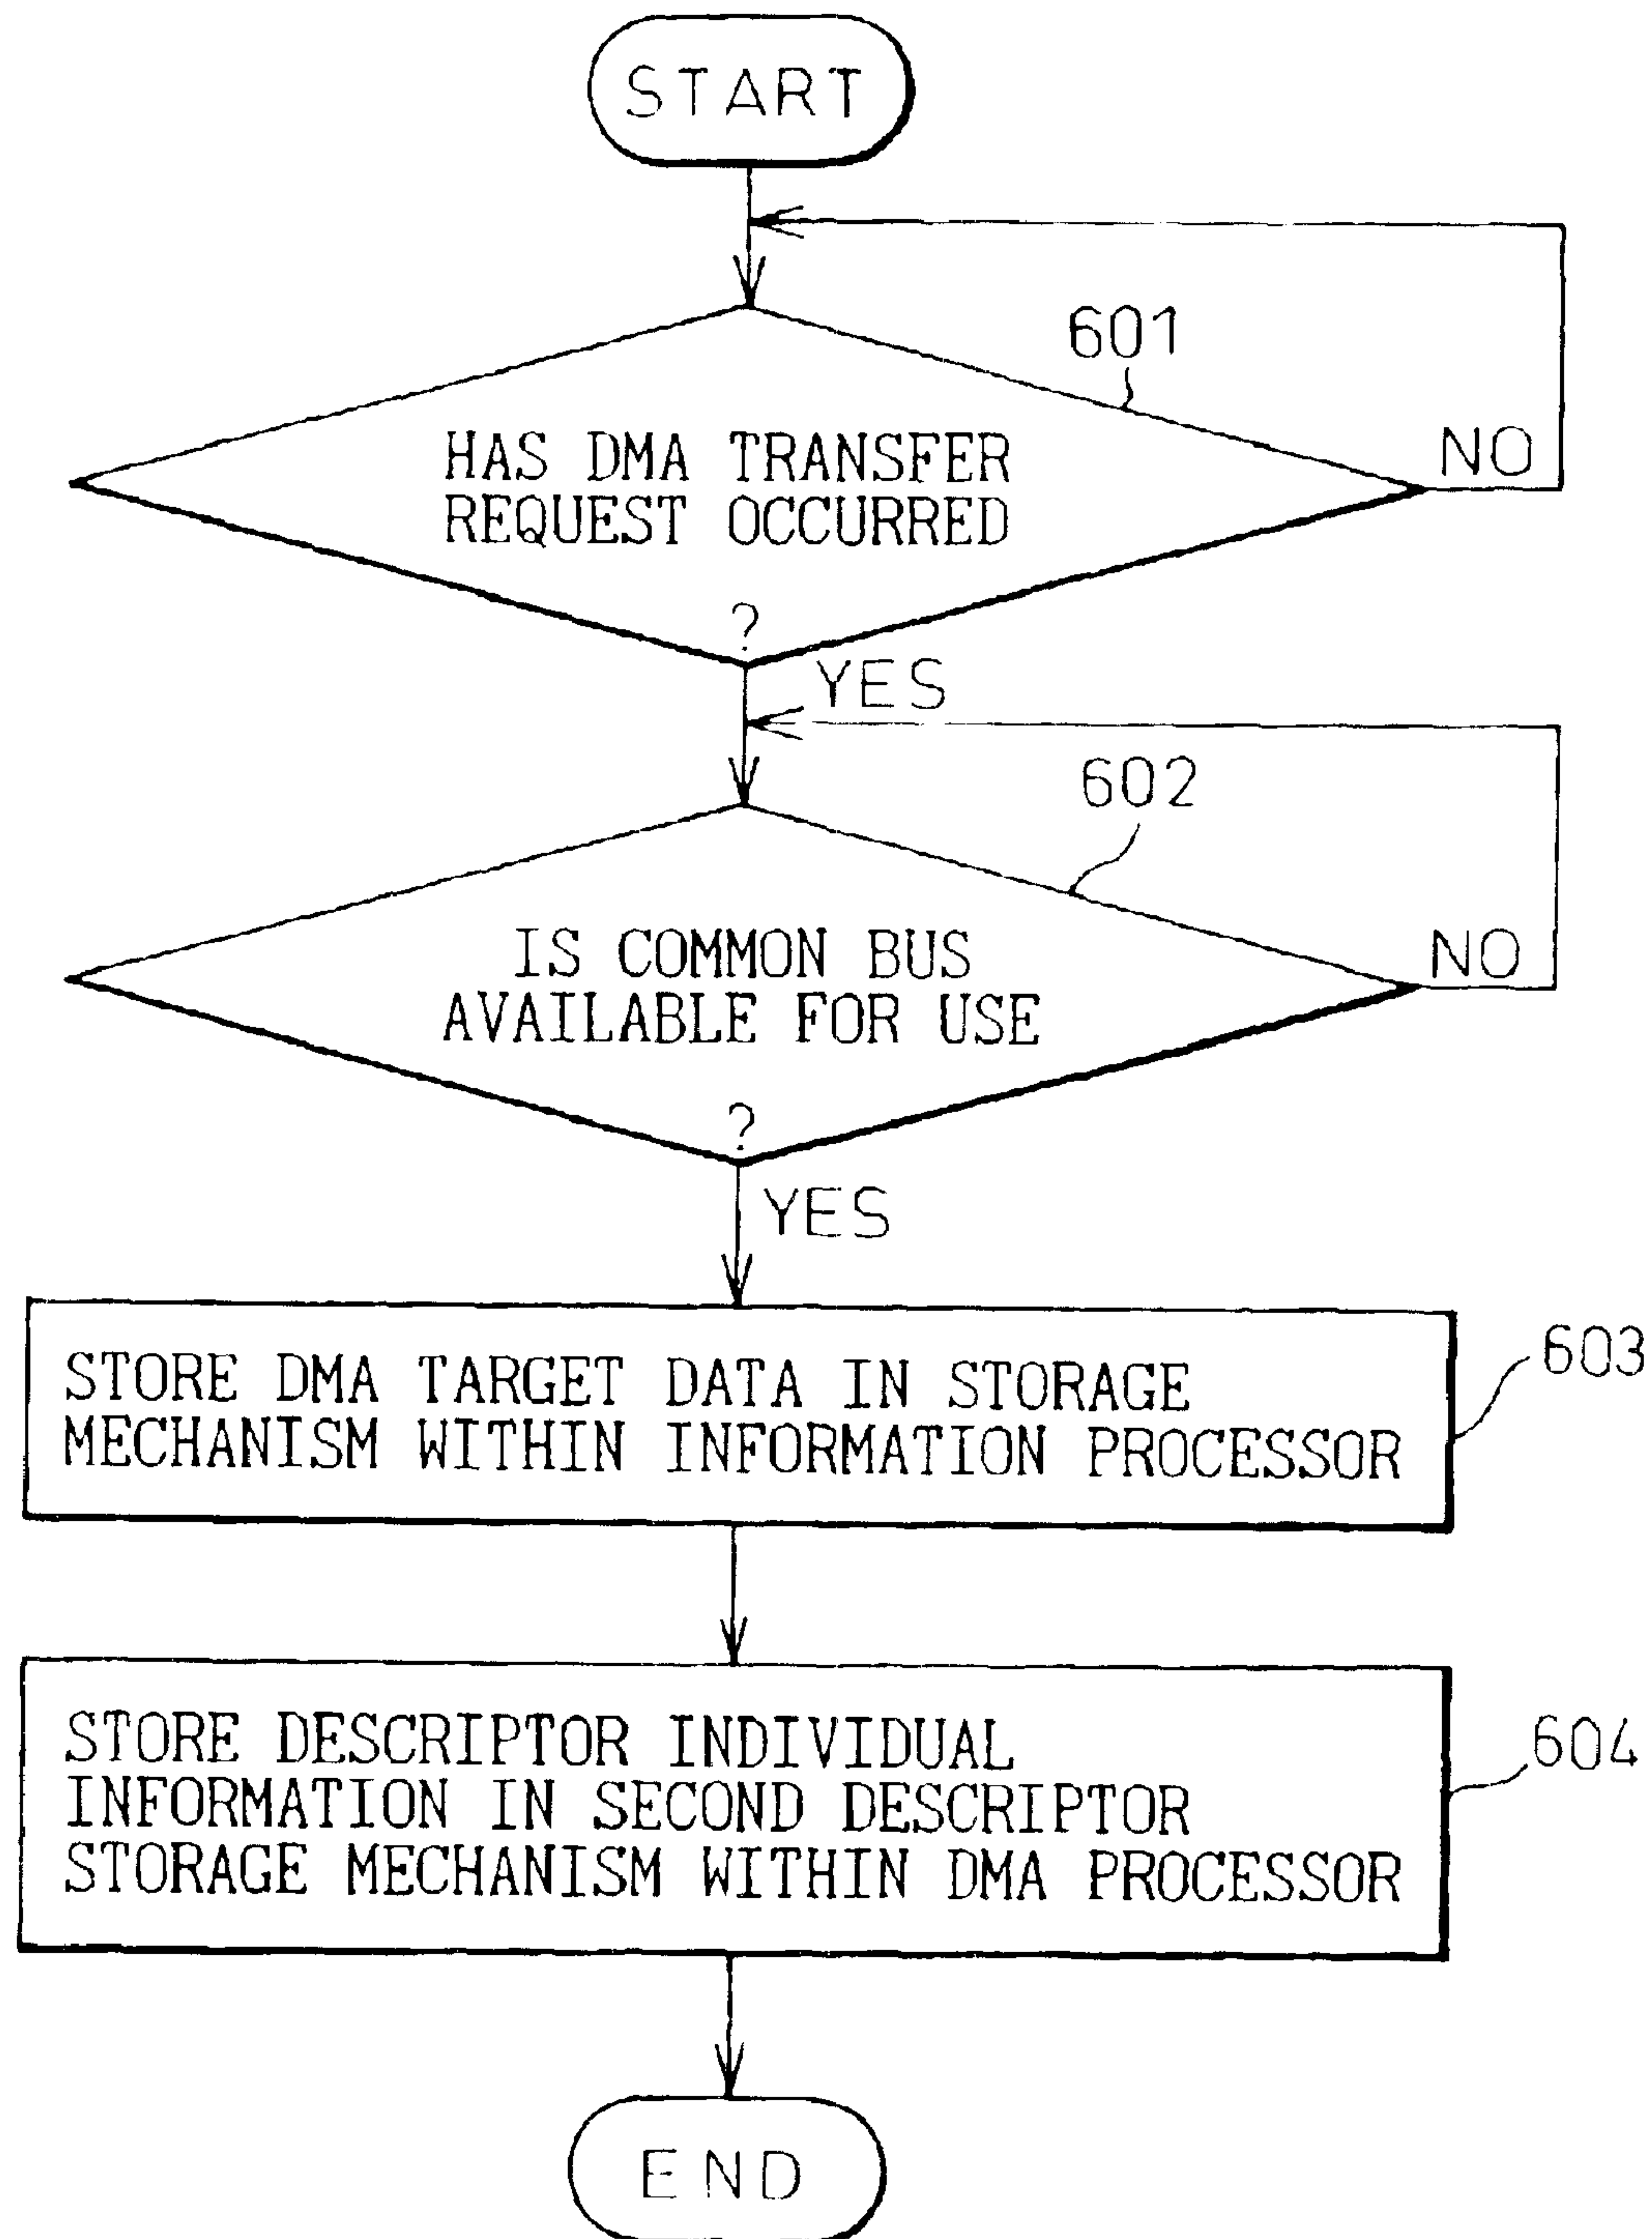 START
601
HAS DMA TRANSFER
REQUEST OCCURRED
?
NO
YES
602
IS COMMON BUS
AVAILABLE FOR USE
?
NO
YES
603
STORE DMA TARGET DATA IN STORAGE
MECHANISM WITHIN INFORMATION PROCESSOR
604
STORE DESCRIPTOR INDIVIDUAL
INFORMATION IN SECOND DESCRIPTOR
STORAGE MECHANISM WITHIN DMA PROCESSOR
END